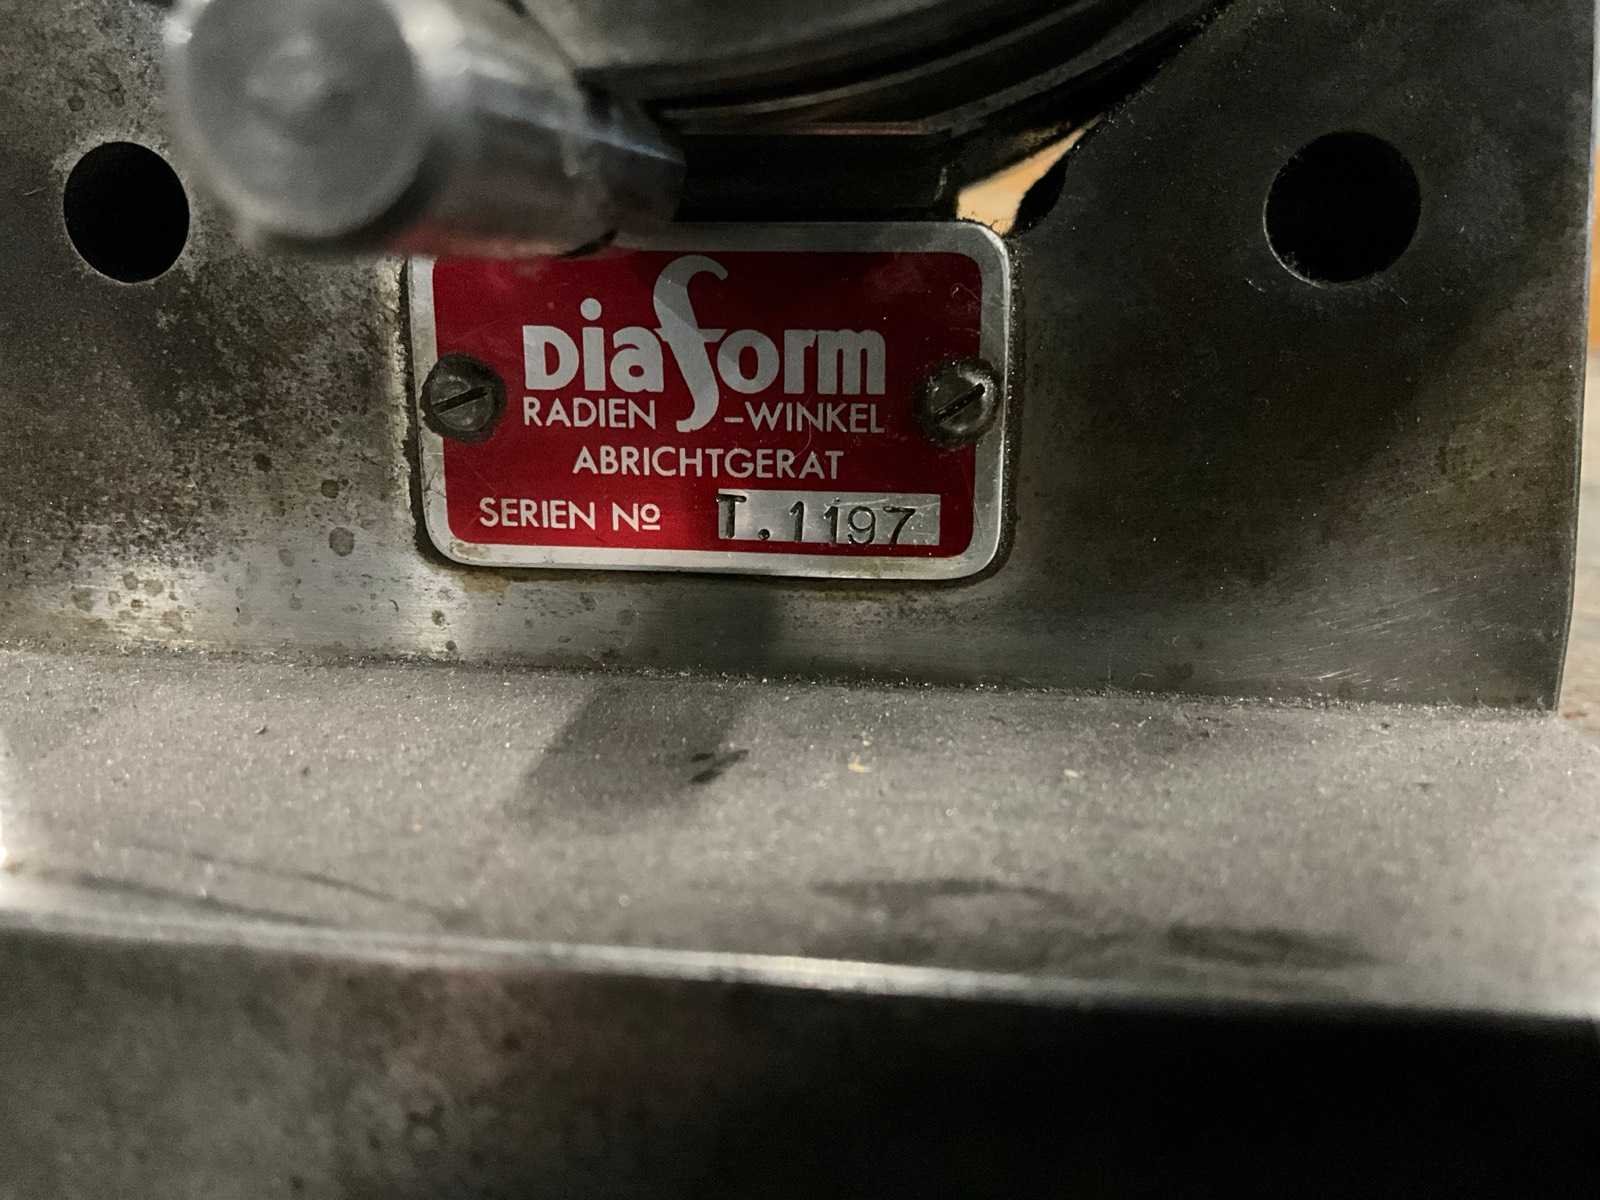 Diaform
RADIEN -WINKEL
ABRICHTGERAT
SERIEN Nº T.1197